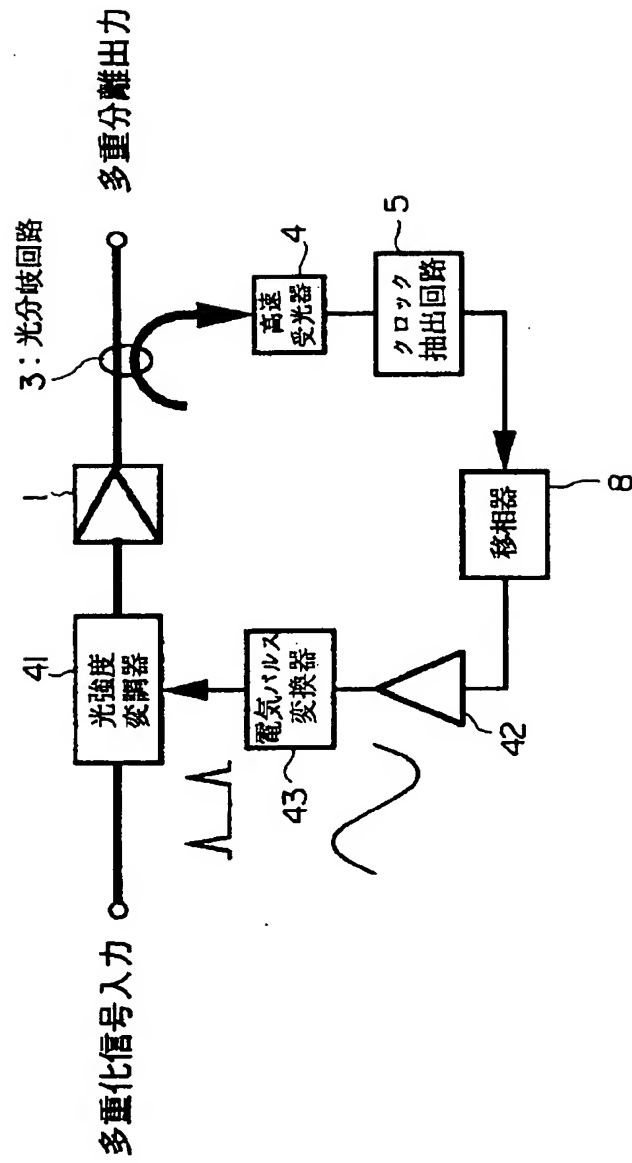 多重化信号入力
41
光強度
変調器
1
3：光分岐回路
多重分離出力
4
高速
受光器
5
クロック
抽出回路
8
移相器
42
43
電気パルス
変換器